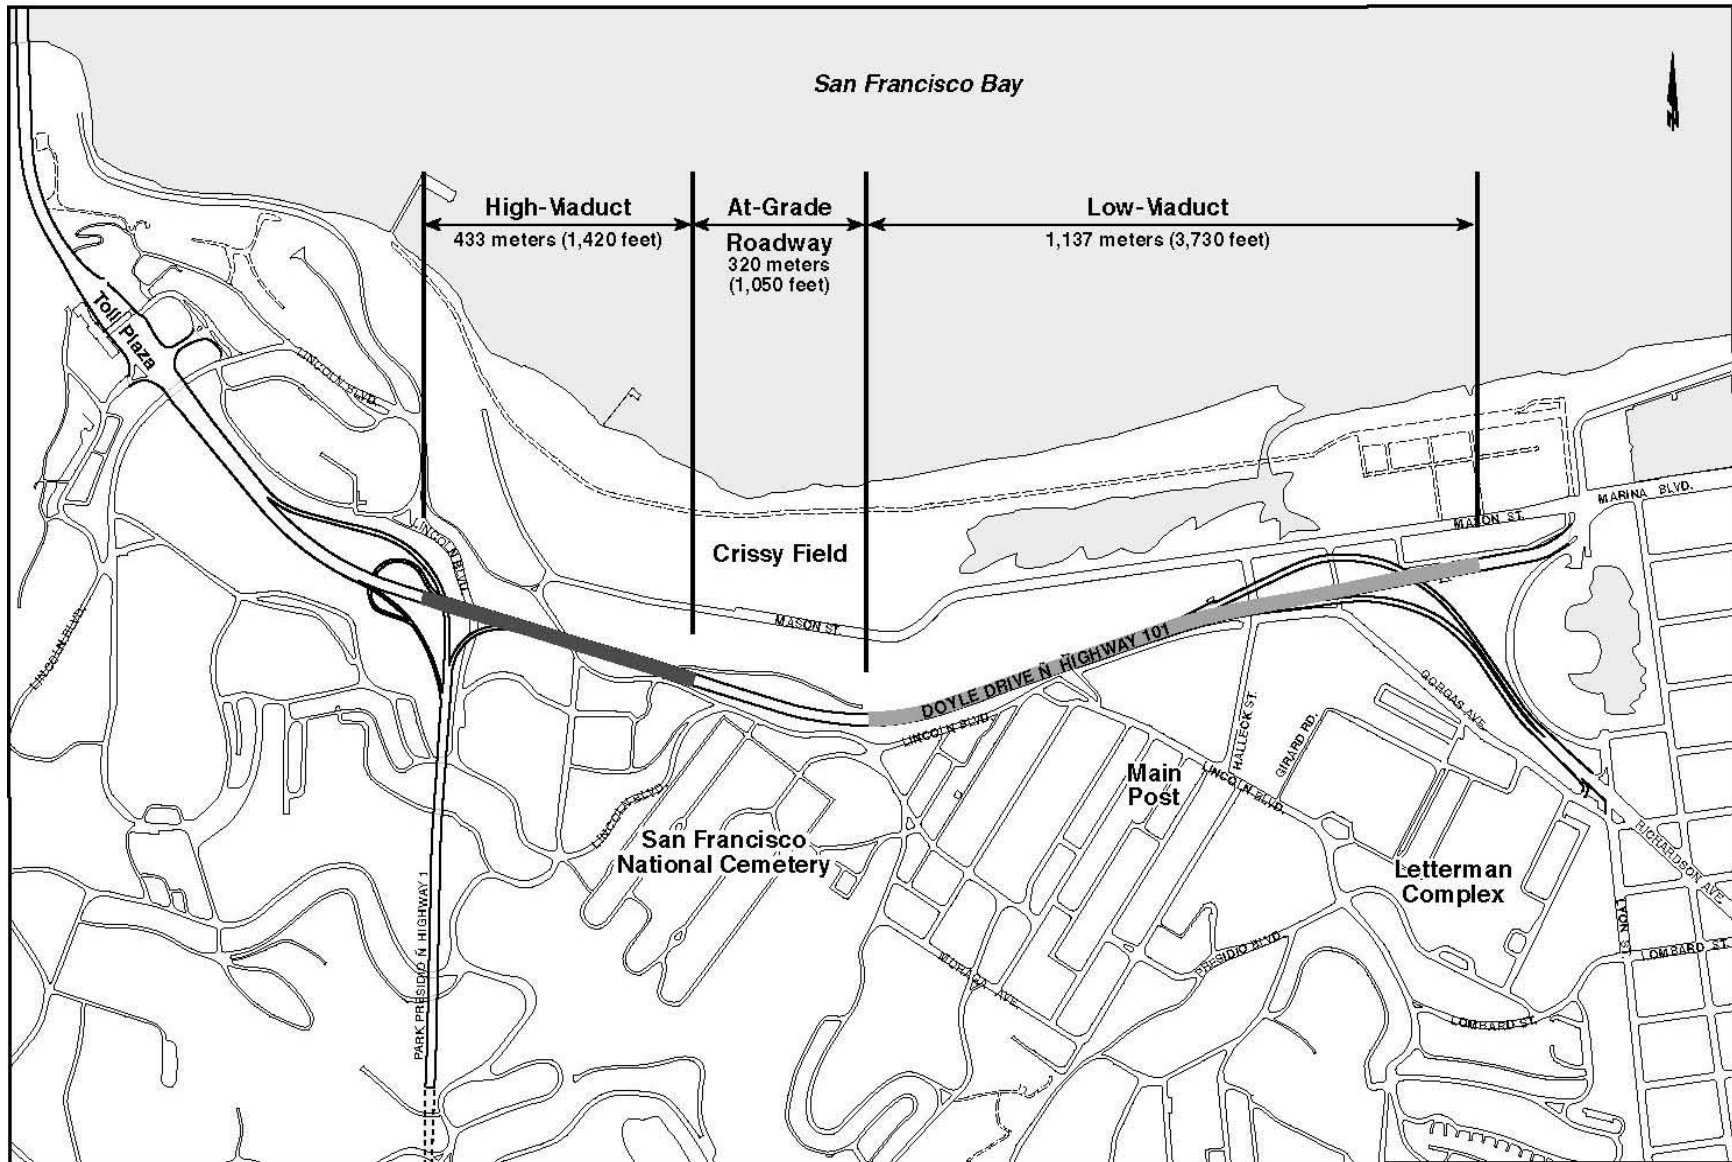 San Francisco Bay
N
High-Viaduct
433 meters (1,420 feet)
At-Grade
Roadway
320 meters
(1,050 feet)
Low-Viaduct
1,137 meters (3,730 feet)
Toll Plaza
LINCOLN BLVD.
LINCOLN BLVD.
LINCOLN BLVD.
MARINA BLVD.
MASON ST.
Crissy Field
MASON ST.
DOYLE DRIVE Ñ HIGHWAY 101
LINCOLN BLVD.
GORGAS AVE.
HALLECK ST.
GIRARD RD.
Main
Post
LINCOLN BLVD.
LINCOLN BLVD.
San Francisco
National Cemetery
Letterman
Complex
RICHARDSON AVE.
PARK PRESIDIO Ñ HIGHWAY 1
LYON ST.
LOMBARD ST.
PRESIDIO BLVD.
MORAGA AVE.
LOMBARD ST.